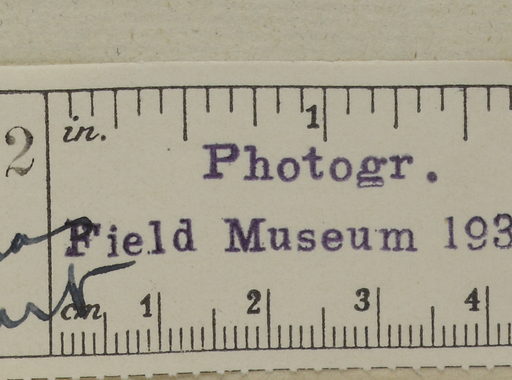 in.
1
2
Photogr.
Field Museum 193
cm 1 2 3 4